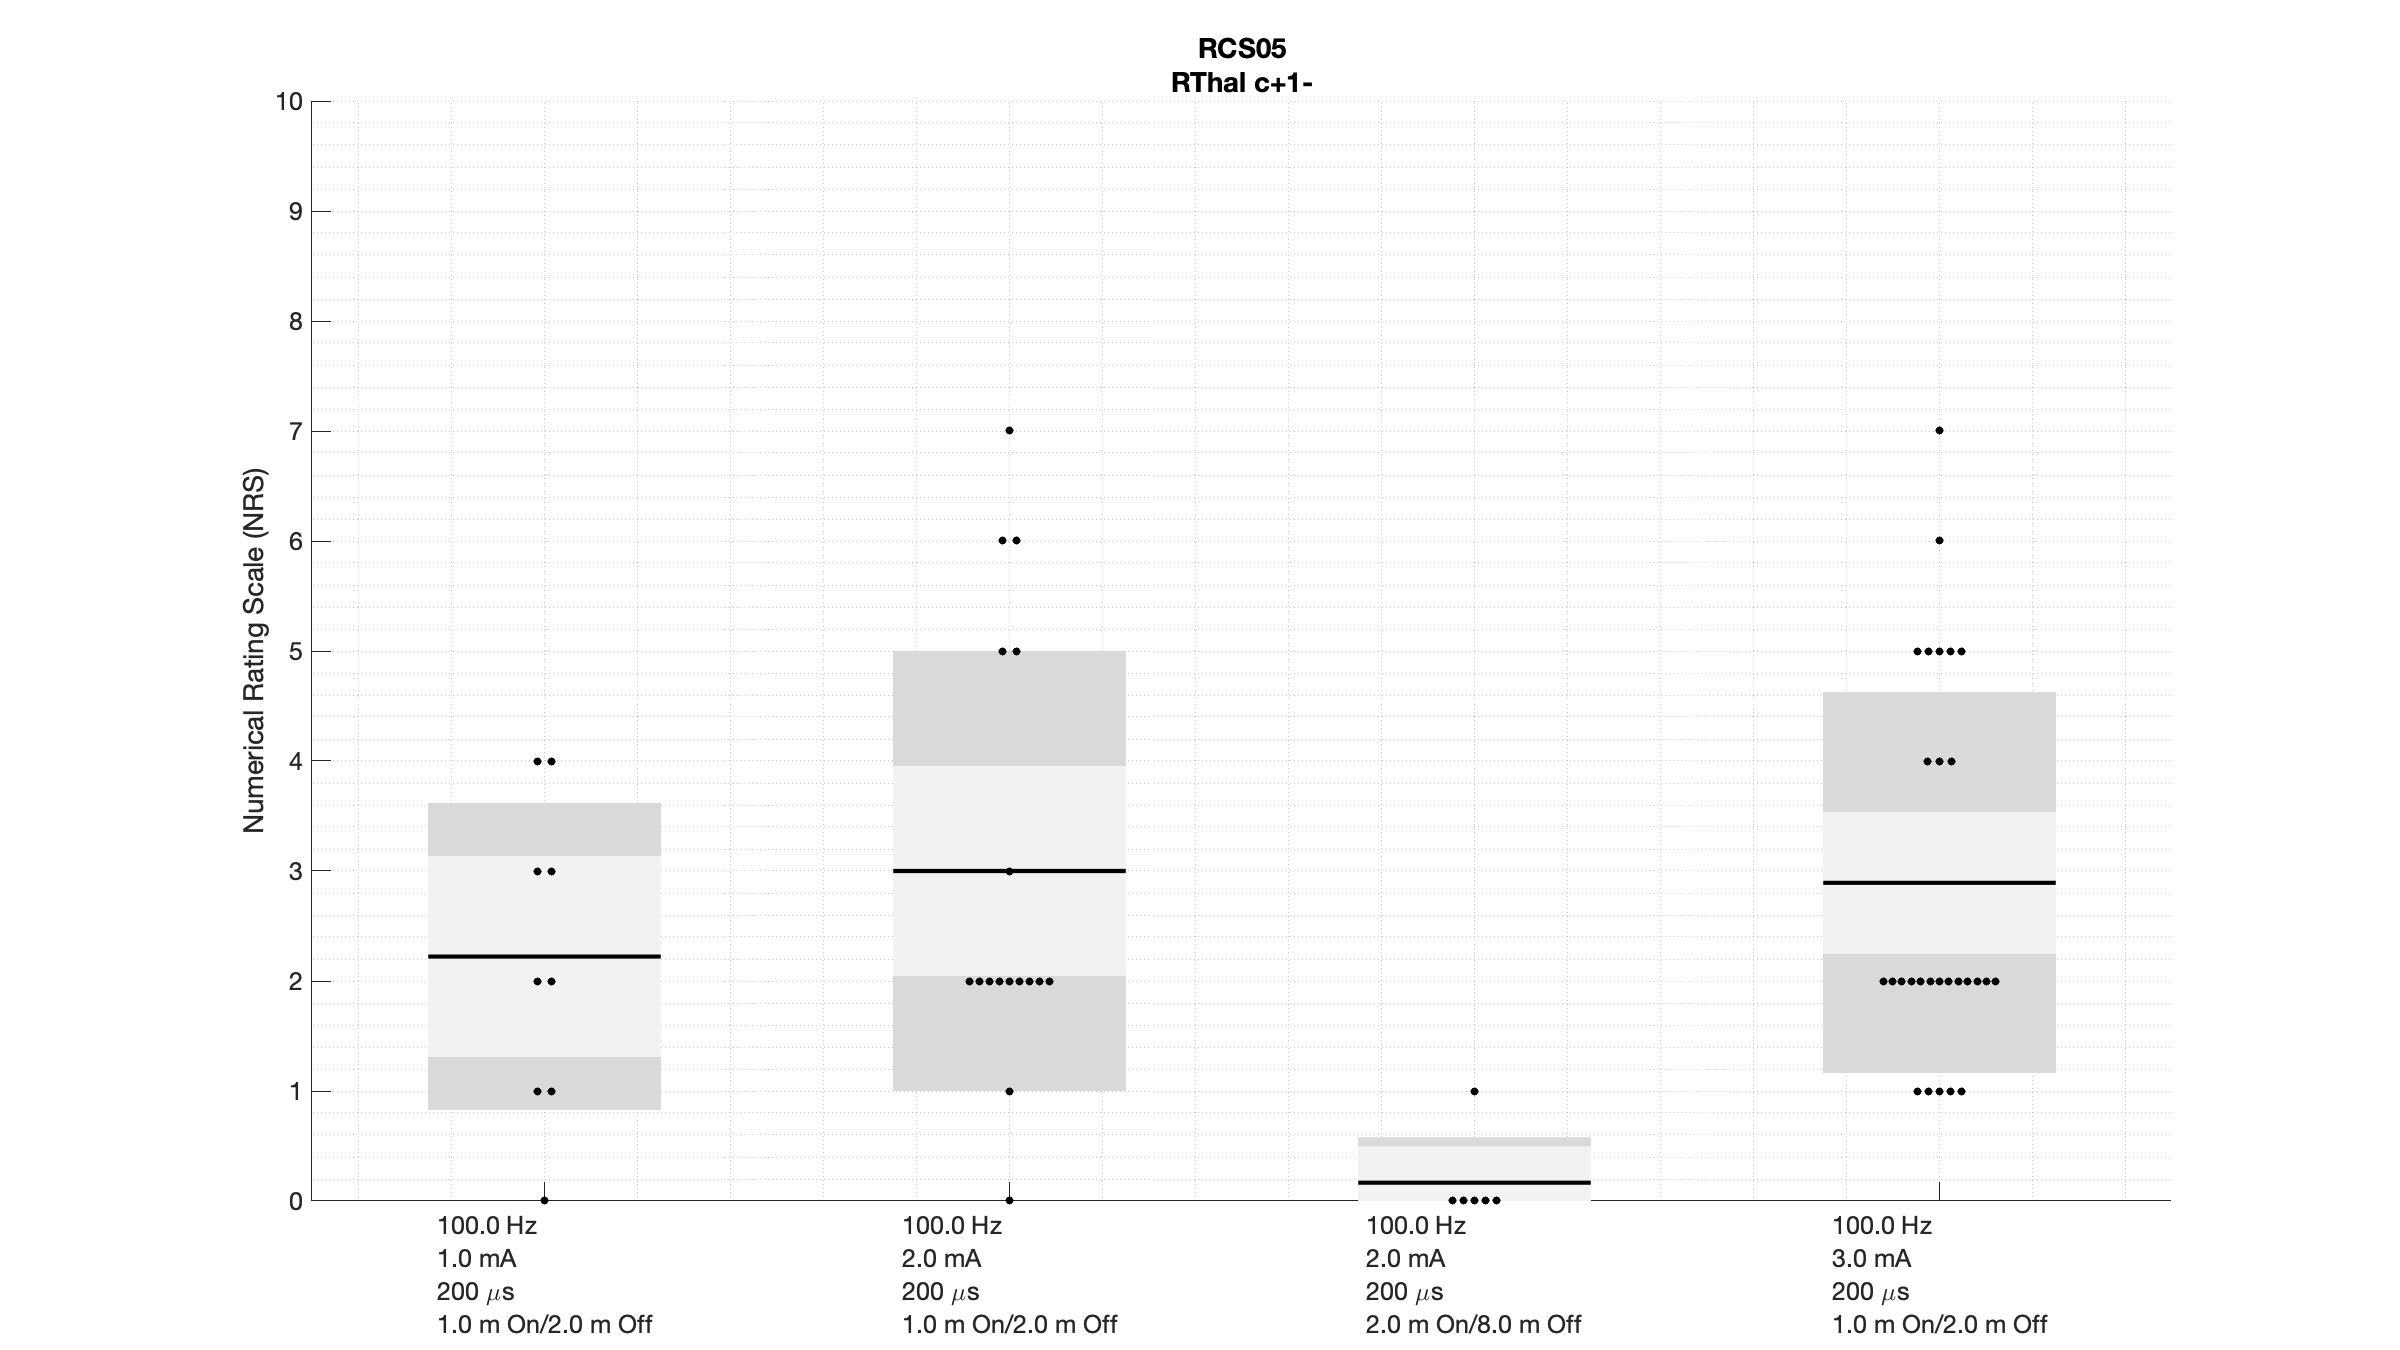 RCS05
RThal c+1-
Numerical Rating Scale (NRS)
10
9
8
7
6
5
4
3
2
1
0
100.0 Hz
1.0 mA
200 μs
1.0 m On/2.0 m Off
100.0 Hz
2.0 mA
200 μs
1.0 m On/2.0 m Off
100.0 Hz
2.0 mA
200 μs
2.0 m On/8.0 m Off
100.0 Hz
3.0 mA
200 μs
1.0 m On/2.0 m Off